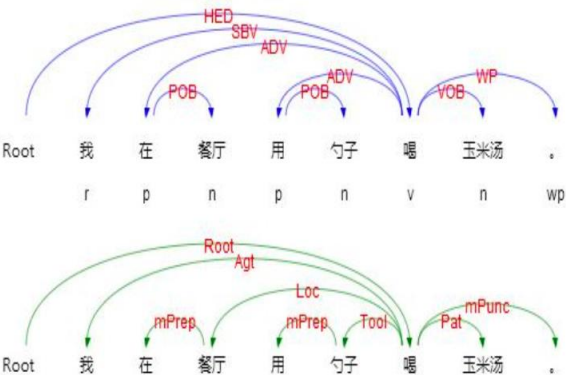 HED
SBV
ADV
ADV WP
POB POB VOB
Root 我 在 餐厅 用 勺子 喝 玉米汤 。
r p n p n v n wp
Root
Agt
Loc
mPunc
mPrep mPrep Tool Pat
Root 我 在 餐厅 用 勺子 喝 玉米汤 。